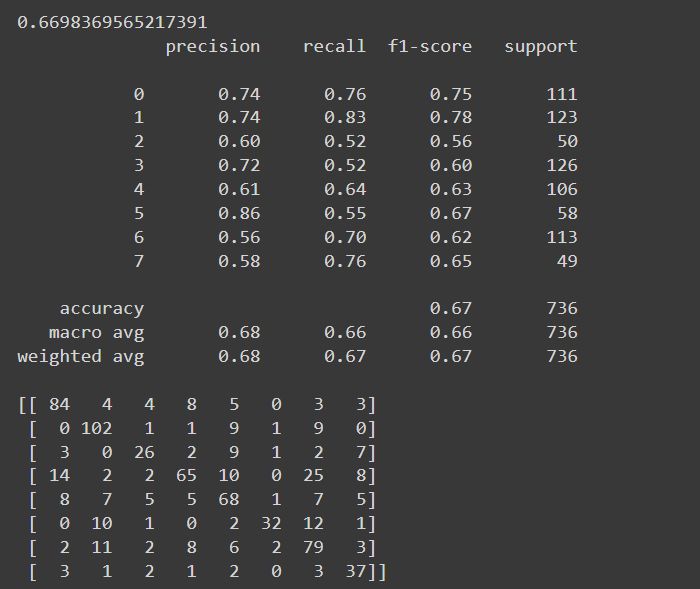 0.6698369565217391
precision recall f1-score support
0 0.74 0.76 0.75 111
1 0.74 0.83 0.78 123
2 0.60 0.52 0.56 50
3 0.72 0.52 0.60 126
4 0.61 0.64 0.63 106
5 0.86 0.55 0.67 58
6 0.56 0.70 0.62 113
7 0.58 0.76 0.65 49
accuracy 0.67 736
macro avg 0.68 0.66 0.66 736
weighted avg 0.68 0.67 0.67 736
[[ 84 4 4 8 5 0 3 3]
[ 0 102 1 1 9 1 9 0]
[ 3 0 26 2 9 1 2 7]
[ 14 2 2 65 10 0 25 8]
[ 8 7 5 5 68 1 7 5]
[ 0 10 1 0 2 32 12 1]
[ 2 11 2 8 6 2 79 3]
[ 3 1 2 1 2 0 3 37]]